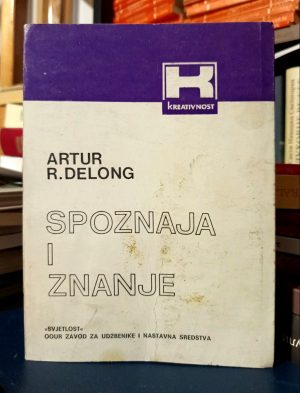 KREATIVNOST
ARTUR
R.DELONG
SPOZNAJA
I
ZNANJE
»SVJETLOST«
OOUR ZAVOD ZA UDŽBENIKE I NASTAVNA SREDSTVA